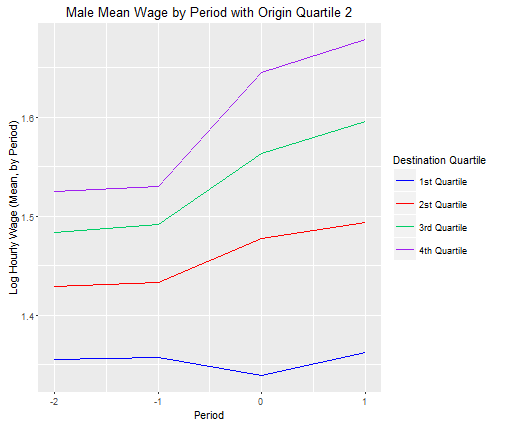 Male Mean Wage by Period with Origin Quartile 2
Log Hourly Wage (Mean, by Period)
1.6
1.5
1.4
-2
-1
0
1
Period
Destination Quartile
1st Quartile
2st Quartile
3rd Quartile
4th Quartile